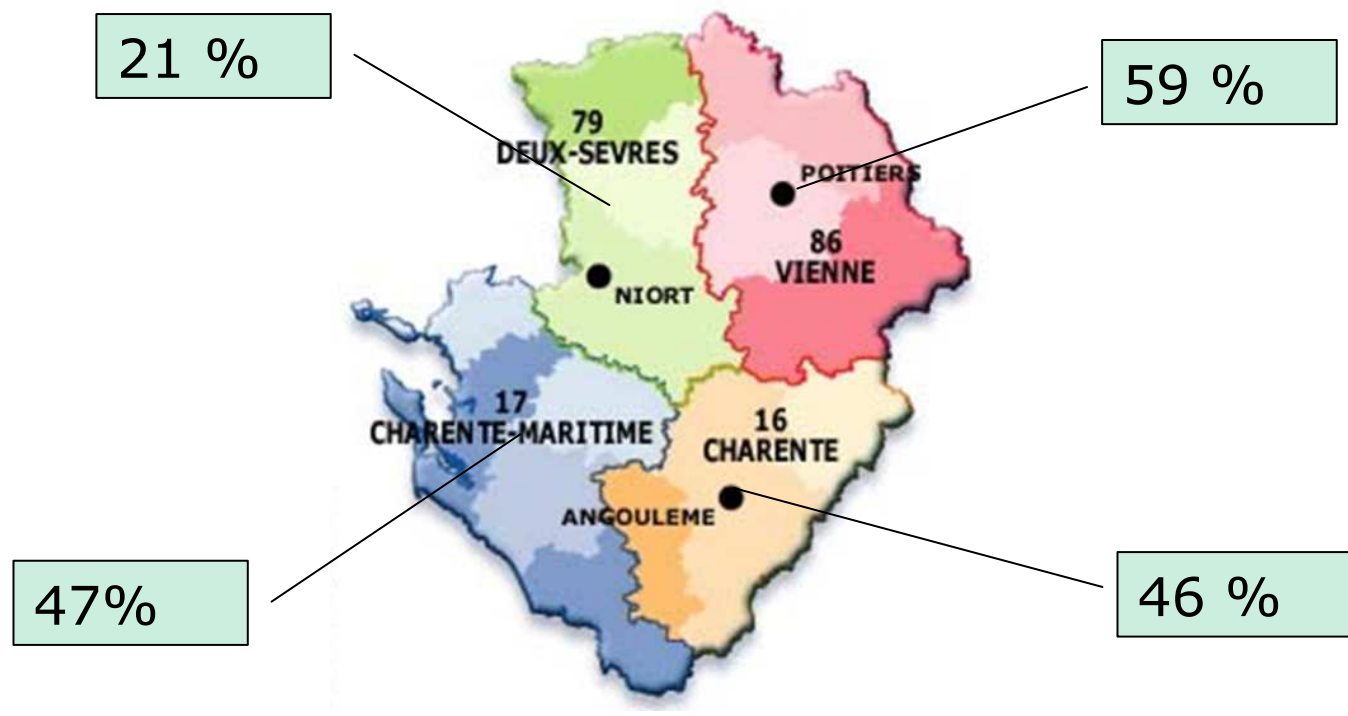 21 %
59 %
79
DEUX-SEVRES
POITIERS
86
VIENNE
NIORT
17
CHARENTE-MARITIME
16
CHARENTE
ANGOULEME
47%
46 %